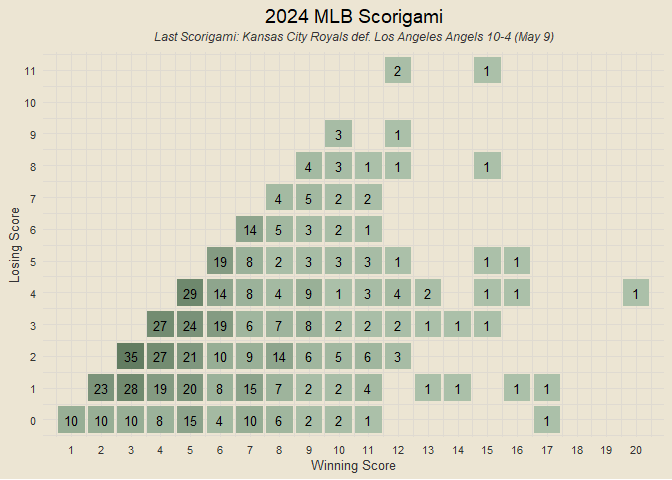 2024 MLB Scorigami
Last Scorigami: Kansas City Royals def. Los Angeles Angels 10-4 (May 9)
11 2 1
10
9 3 1
8 4 3 1 1 1
7 4 5 2 2
6 14 5 3 2 1
5 19 8 2 3 3 3 1 1 1
4 29 14 8 4 9 1 3 4 2 1 1 1
3 27 24 19 6 7 8 2 2 2 1 1 1
2 35 27 21 10 9 14 6 5 6 3
1 23 28 19 20 8 15 7 2 2 4 1 1 1 1
0 10 10 10 8 15 4 10 6 2 2 1 1
1 2 3 4 5 6 7 8 9 10 11 12 13 14 15 16 17 18 19 20
Losing Score
Winning Score